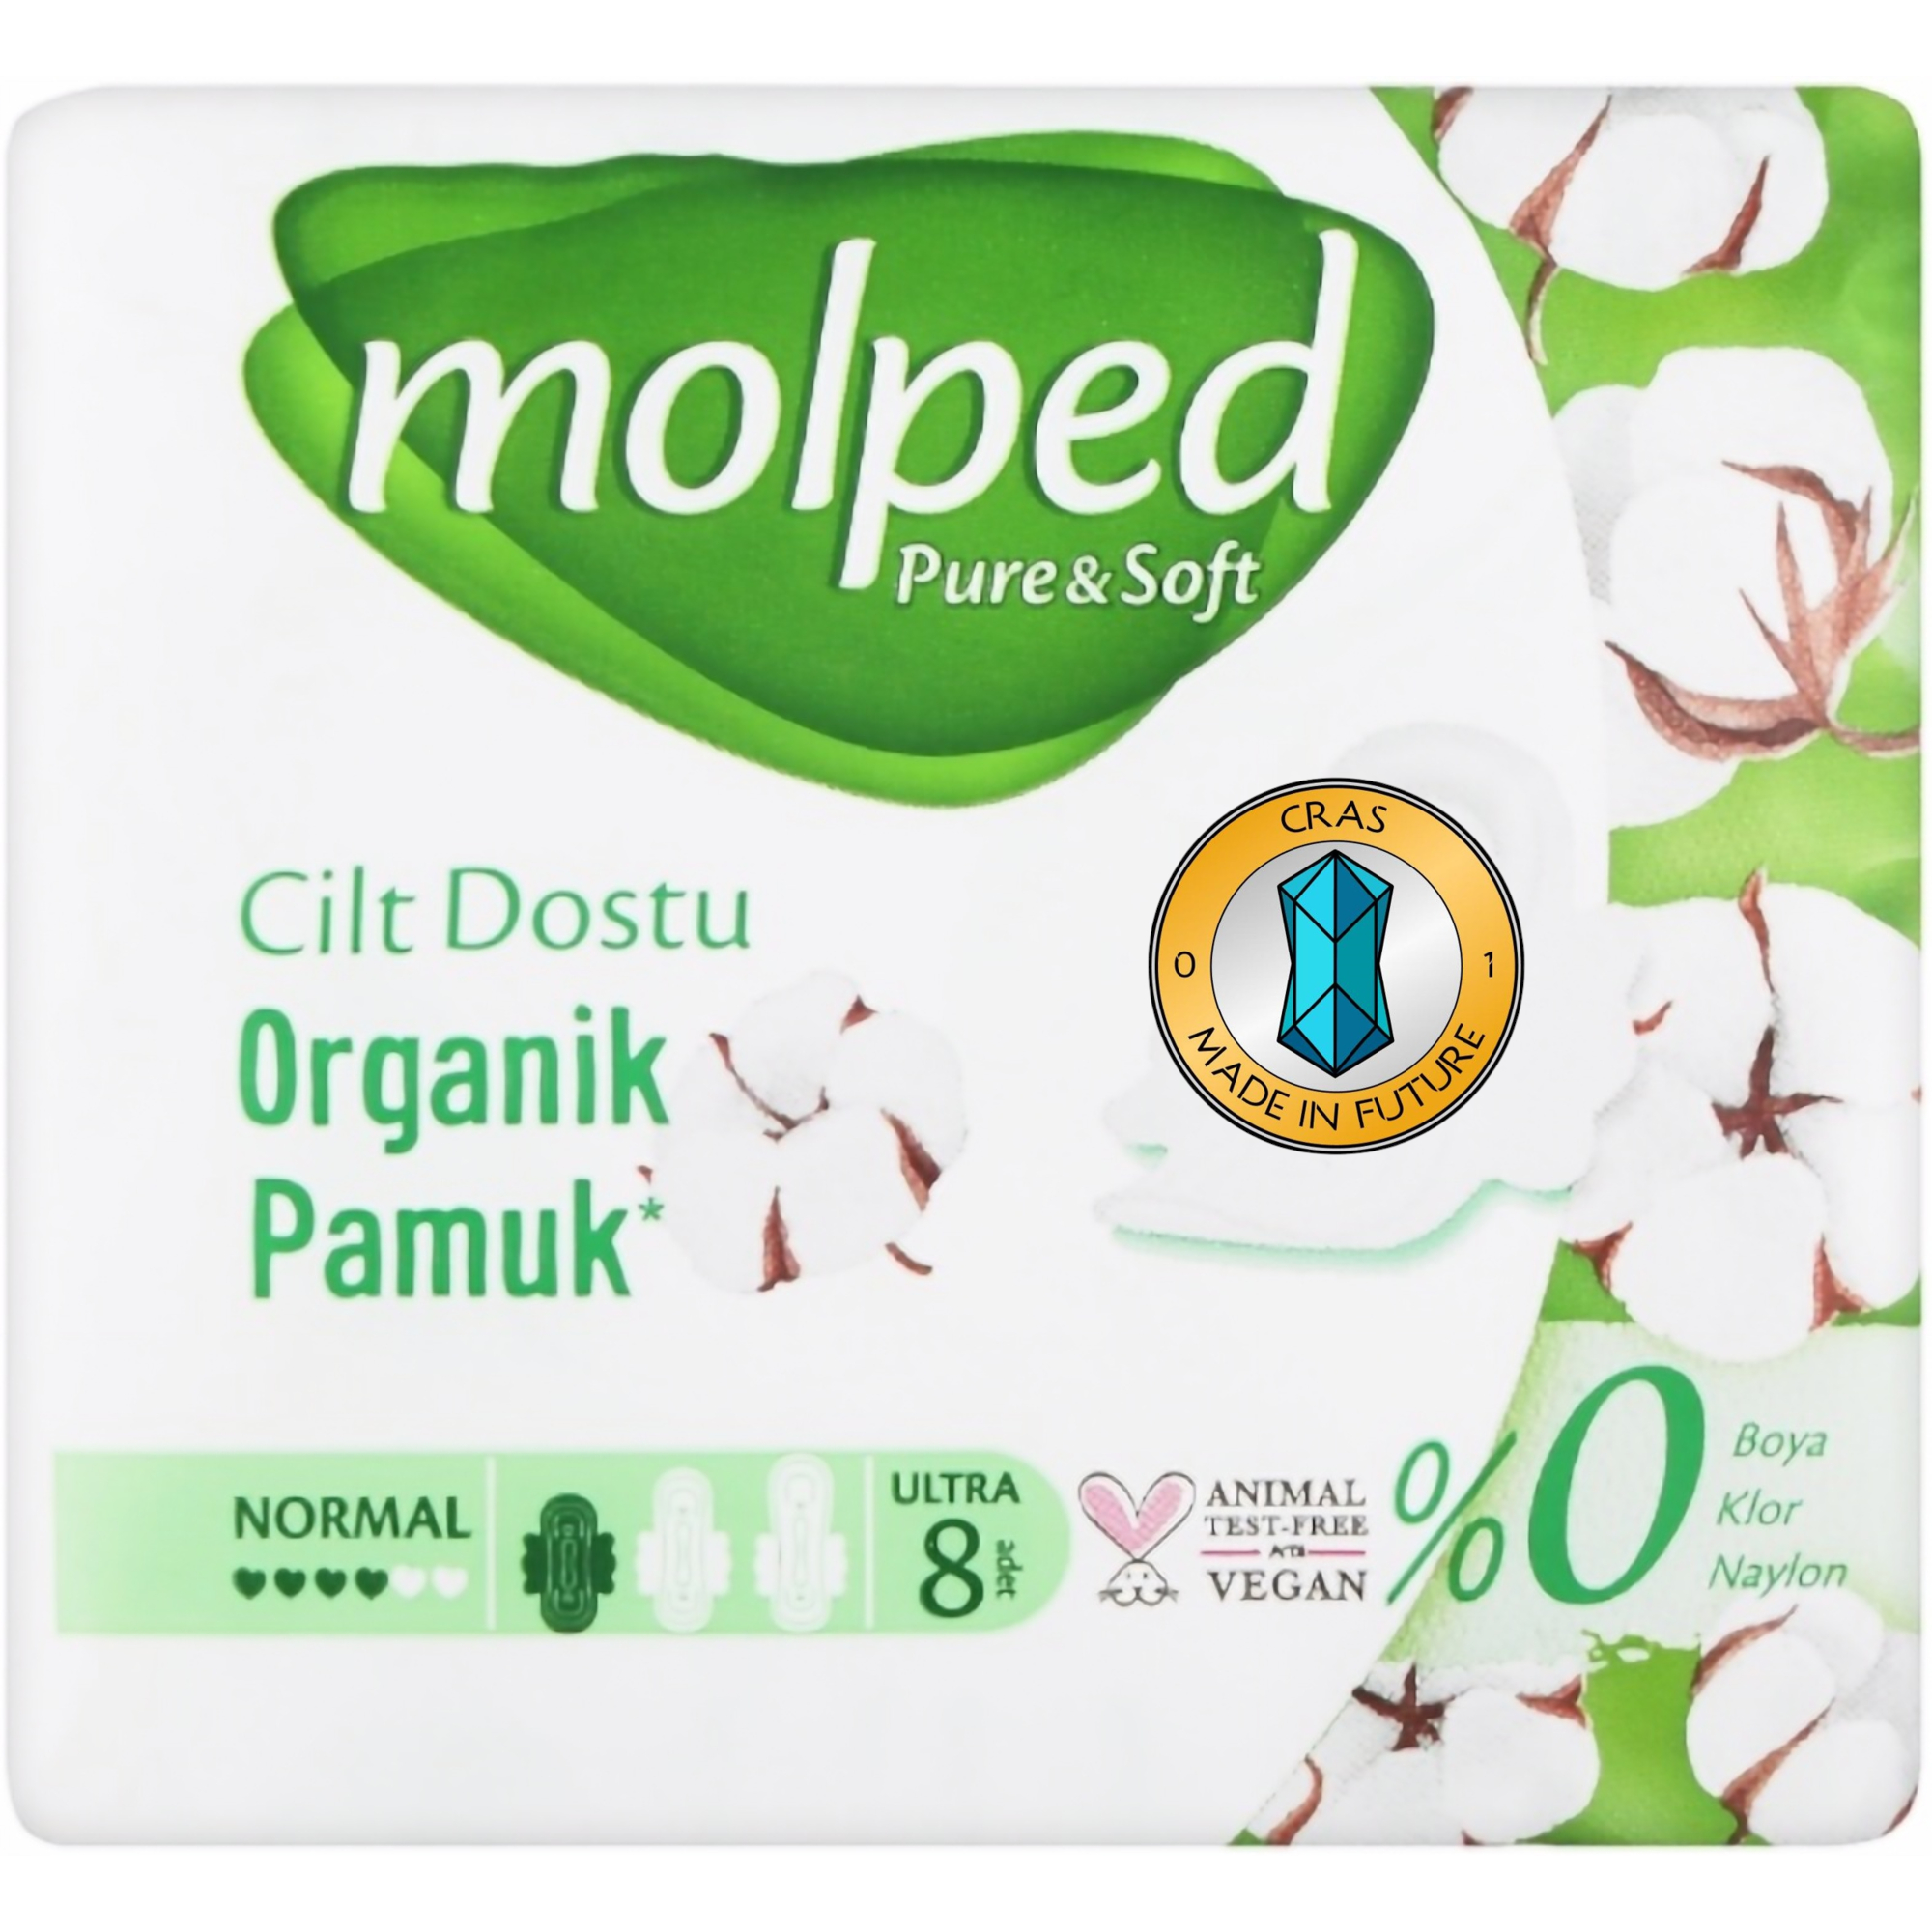 molped
Pure & Soft
CRAS
0 1
MADE IN FUTURE
Cilt Dostu
Organik
Pamuk*
NORMAL
ULTRA
8 adet
ANIMAL
TEST-FREE
AND
VEGAN
%0
Boya
Klor
Naylon